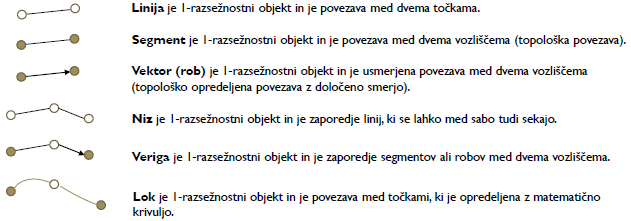 Linija je 1-razsežnostni objekt in je povezava med dvema točkama.
Segment je 1-razsežnostni objekt in je povezava med dvema vozliščema (topološka povezava).
Vektor (rob) je 1-razsežnostni objekt in je usmerjena povezava med dvema vozliščema
(topološko opredeljena povezava z določeno smerjo).
Niz je 1-razsežnostni objekt in je zaporedje linij, ki se lahko med sabo tudi sekajo.
Veriga je 1-razsežnostni objekt in je zaporedje segmentov ali robov med dvema vozliščema.
Lok je 1-razsežnostni objekt in je povezava med točkami, ki je opredeljena z matematično
krivuljo.